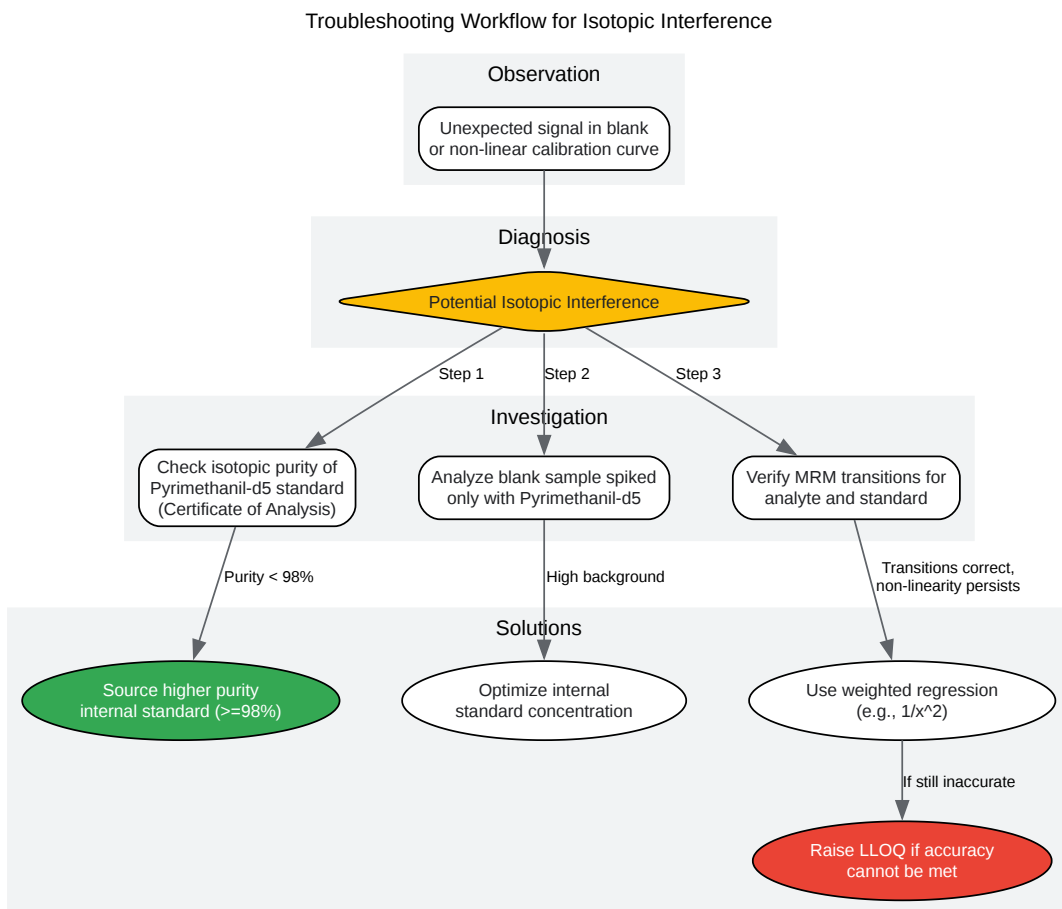 Troubleshooting Workflow for Isotopic Interference
Observation
Unexpected signal in blank
or non-linear calibration curve
Diagnosis
Potential Isotopic Interference
Step 1
Step 2
Step 3
Investigation
Check isotopic purity of
Pyrimethanil-d5 standard
(Certificate of Analysis)
Analyze blank sample spiked
only with Pyrimethanil-d5
Verify MRM transitions for
analyte and standard
Purity < 98%
High background
Transitions correct,
non-linearity persists
Solutions
Source higher purity
internal standard (>=98%)
Optimize internal
standard concentration
Use weighted regression
(e.g., 1/x^2)
If still inaccurate
Raise LLOQ if accuracy
cannot be met